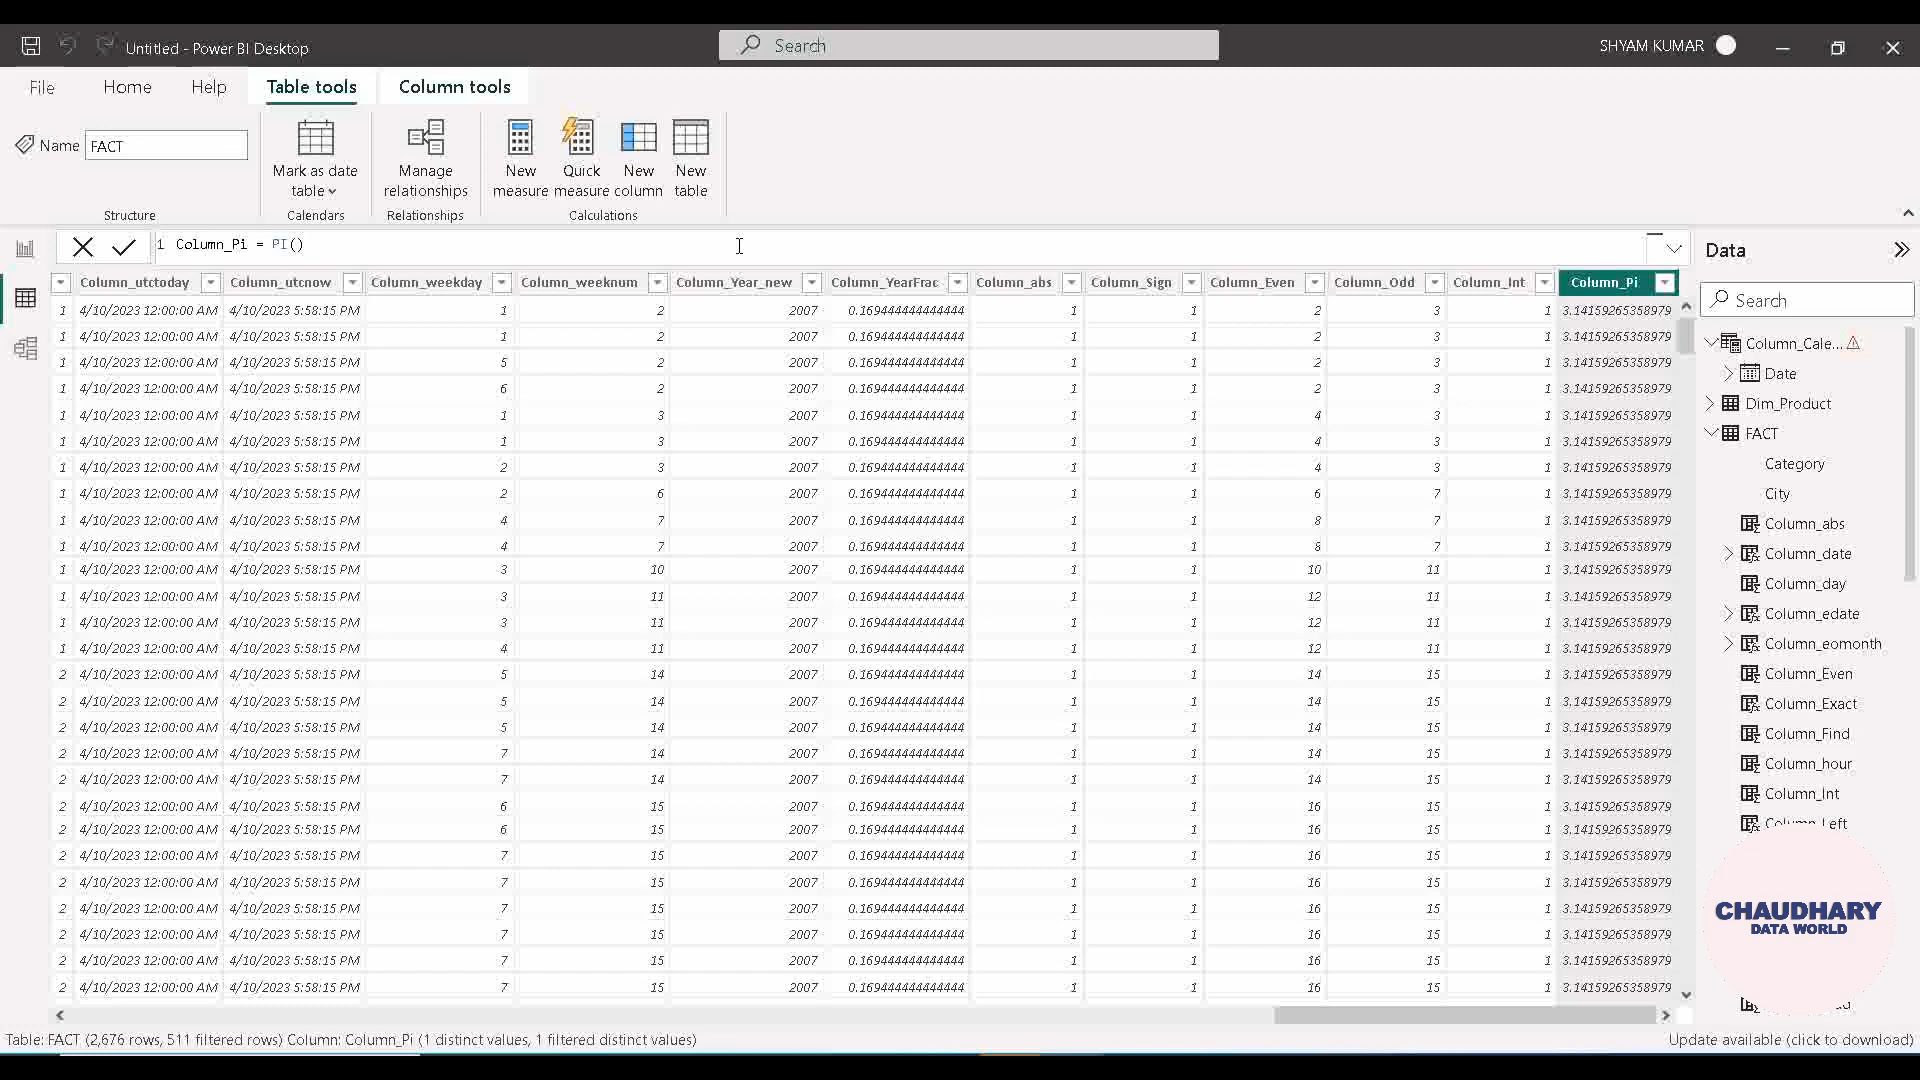 Untitled - Power BI Desktop
Search
SHYAM KUMAR
File Home Help Table tools Column tools
Name FACT
Mark as date table
Manage relationships
New measure
Quick measure
New column
New table
Structure Calendars Relationships Calculations
1 Column_Pi = PI()
Column_utctoday Column_utcnow Column_weekday Column_weeknum Column_Year_new Column_YearFrac Column_abs Column_Sign Column_Even Column_Odd Column_Int Column_Pi
1 4/10/2023 12:00:00 AM 4/10/2023 5:58:15 PM 1 2 2007 0.169444444444444 1 1 2 3 1 3.14159265358979
1 4/10/2023 12:00:00 AM 4/10/2023 5:58:15 PM 1 2 2007 0.169444444444444 1 1 2 3 1 3.14159265358979
1 4/10/2023 12:00:00 AM 4/10/2023 5:58:15 PM 5 2 2007 0.169444444444444 1 1 2 3 1 3.14159265358979
1 4/10/2023 12:00:00 AM 4/10/2023 5:58:15 PM 6 2 2007 0.169444444444444 1 1 2 3 1 3.14159265358979
1 4/10/2023 12:00:00 AM 4/10/2023 5:58:15 PM 1 3 2007 0.169444444444444 1 1 4 3 1 3.14159265358979
1 4/10/2023 12:00:00 AM 4/10/2023 5:58:15 PM 1 3 2007 0.169444444444444 1 1 4 3 1 3.14159265358979
1 4/10/2023 12:00:00 AM 4/10/2023 5:58:15 PM 2 3 2007 0.169444444444444 1 1 4 3 1 3.14159265358979
1 4/10/2023 12:00:00 AM 4/10/2023 5:58:15 PM 2 6 2007 0.169444444444444 1 1 6 7 1 3.14159265358979
1 4/10/2023 12:00:00 AM 4/10/2023 5:58:15 PM 4 7 2007 0.169444444444444 1 1 8 7 1 3.14159265358979
1 4/10/2023 12:00:00 AM 4/10/2023 5:58:15 PM 4 7 2007 0.169444444444444 1 1 8 7 1 3.14159265358979
1 4/10/2023 12:00:00 AM 4/10/2023 5:58:15 PM 3 10 2007 0.169444444444444 1 1 10 11 1 3.14159265358979
1 4/10/2023 12:00:00 AM 4/10/2023 5:58:15 PM 3 11 2007 0.169444444444444 1 1 12 11 1 3.14159265358979
1 4/10/2023 12:00:00 AM 4/10/2023 5:58:15 PM 3 11 2007 0.169444444444444 1 1 12 11 1 3.14159265358979
1 4/10/2023 12:00:00 AM 4/10/2023 5:58:15 PM 4 11 2007 0.169444444444444 1 1 12 11 1 3.14159265358979
2 4/10/2023 12:00:00 AM 4/10/2023 5:58:15 PM 5 14 2007 0.169444444444444 1 1 14 15 1 3.14159265358979
2 4/10/2023 12:00:00 AM 4/10/2023 5:58:15 PM 5 14 2007 0.169444444444444 1 1 14 15 1 3.14159265358979
2 4/10/2023 12:00:00 AM 4/10/2023 5:58:15 PM 5 14 2007 0.169444444444444 1 1 14 15 1 3.14159265358979
2 4/10/2023 12:00:00 AM 4/10/2023 5:58:15 PM 7 14 2007 0.169444444444444 1 1 14 15 1 3.14159265358979
2 4/10/2023 12:00:00 AM 4/10/2023 5:58:15 PM 7 14 2007 0.169444444444444 1 1 14 15 1 3.14159265358979
2 4/10/2023 12:00:00 AM 4/10/2023 5:58:15 PM 6 15 2007 0.169444444444444 1 1 16 15 1 3.14159265358979
2 4/10/2023 12:00:00 AM 4/10/2023 5:58:15 PM 6 15 2007 0.169444444444444 1 1 16 15 1 3.14159265358979
2 4/10/2023 12:00:00 AM 4/10/2023 5:58:15 PM 7 15 2007 0.169444444444444 1 1 16 15 1 3.14159265358979
2 4/10/2023 12:00:00 AM 4/10/2023 5:58:15 PM 7 15 2007 0.169444444444444 1 1 16 15 1 3.14159265358979
2 4/10/2023 12:00:00 AM 4/10/2023 5:58:15 PM 7 15 2007 0.169444444444444 1 1 16 15 1 3.14159265358979
2 4/10/2023 12:00:00 AM 4/10/2023 5:58:15 PM 7 15 2007 0.169444444444444 1 1 16 15 1 3.14159265358979
2 4/10/2023 12:00:00 AM 4/10/2023 5:58:15 PM 7 15 2007 0.169444444444444 1 1 16 15 1 3.14159265358979
2 4/10/2023 12:00:00 AM 4/10/2023 5:58:15 PM 7 15 2007 0.169444444444444 1 1 16 15 1 3.14159265358979
Data
Search
Column_Cale...
Date
Dim_Product
FACT
Category
City
Column_abs
Column_date
Column_day
Column_edate
Column_eomonth
Column_Even
Column_Exact
Column_Find
Column_hour
Column_Int
Column_Left
CHAUDHARY
DATA WORLD
Table: FACT (2,676 rows, 511 filtered rows) Column: Column_Pi (1 distinct values, 1 filtered distinct values)
Update available (click to download)